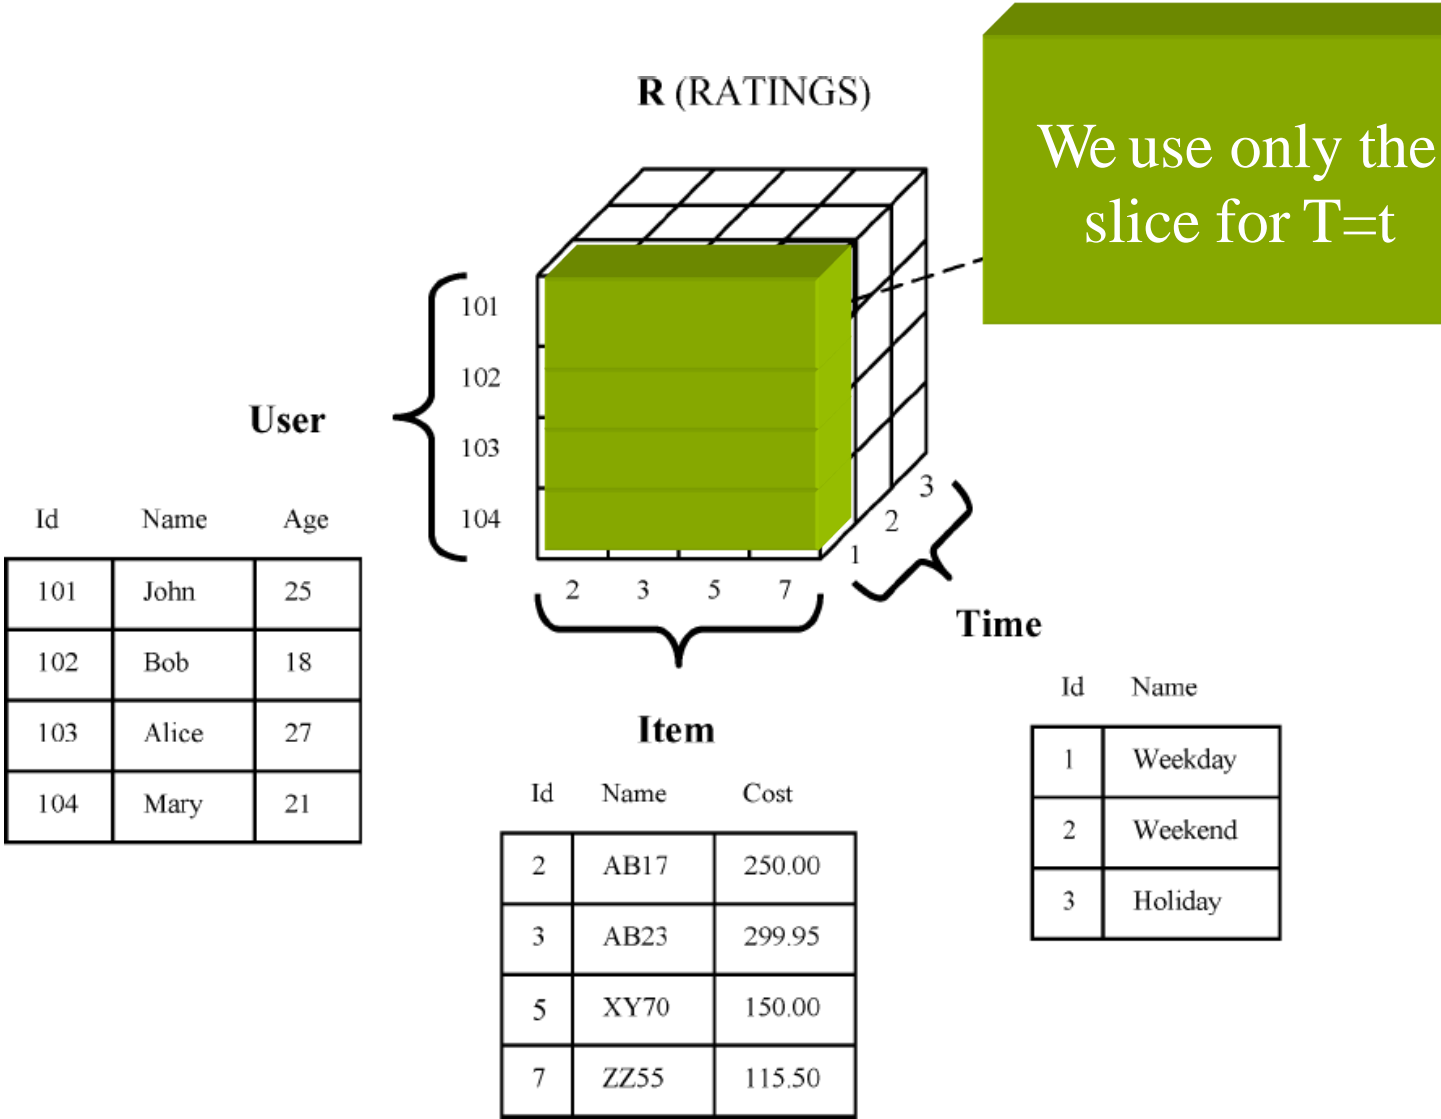 R (RATINGS)
We use only the
slice for T=t
101
102
103
104
User
2 3 5 7
1
2
3
Time
Item
Id Name Age
101 John 25
102 Bob 18
103 Alice 27
104 Mary 21
Id Name Cost
2 AB17 250.00
3 AB23 299.95
5 XY70 150.00
7 ZZ55 115.50
Id Name
1 Weekday
2 Weekend
3 Holiday